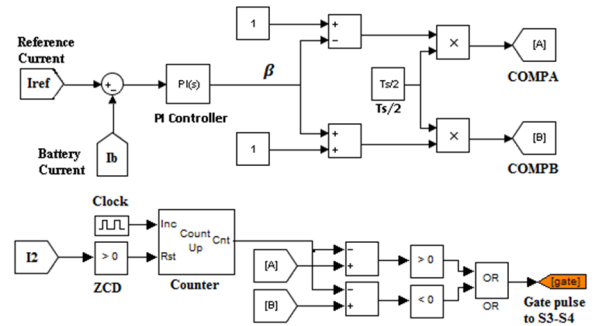 1
+
−
×
[A]
COMPA
Reference
Current
Iref
+
−
PI(s)
PI Controller
β
Ts/2
Ts/2
Battery
Current
Ib
1
+
+
×
[B]
COMPB
Clock
Inc
Count
Up
Cnt
Rst
I2
> 0
ZCD
Counter
[A]
−
+
> 0
[B]
−
+
< 0
OR
OR
[gate]
Gate pulse
to S3-S4